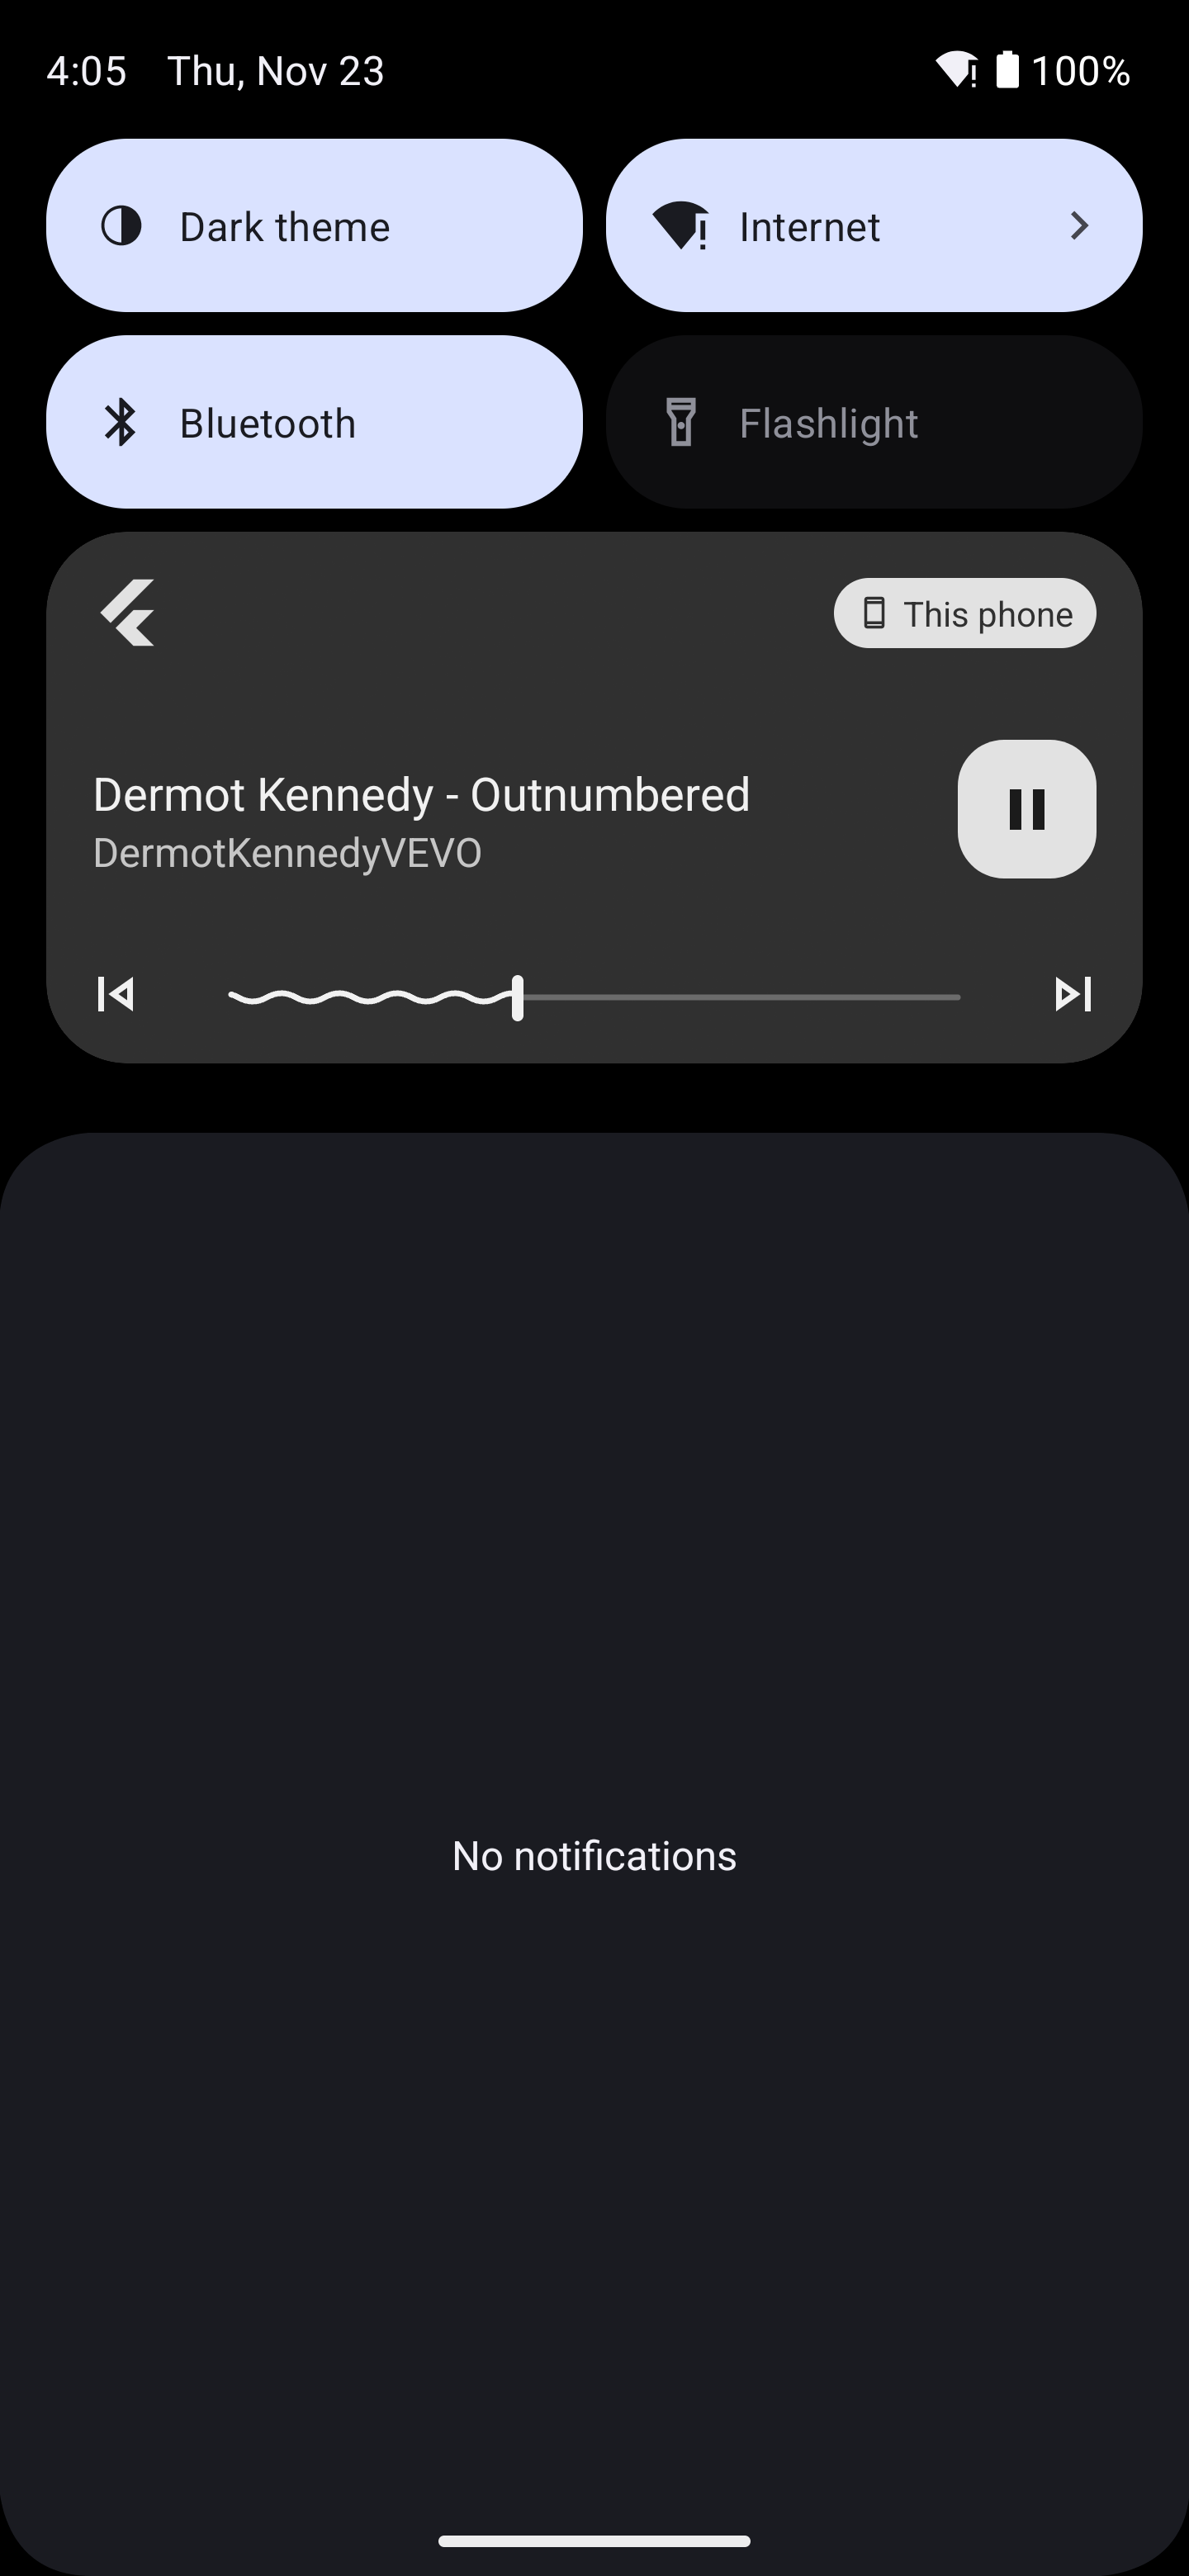 4:05 Thu, Nov 23 100%
Dark theme Internet
Bluetooth Flashlight
This phone
Dermot Kennedy - Outnumbered
DermotKennedyVEVO
No notifications